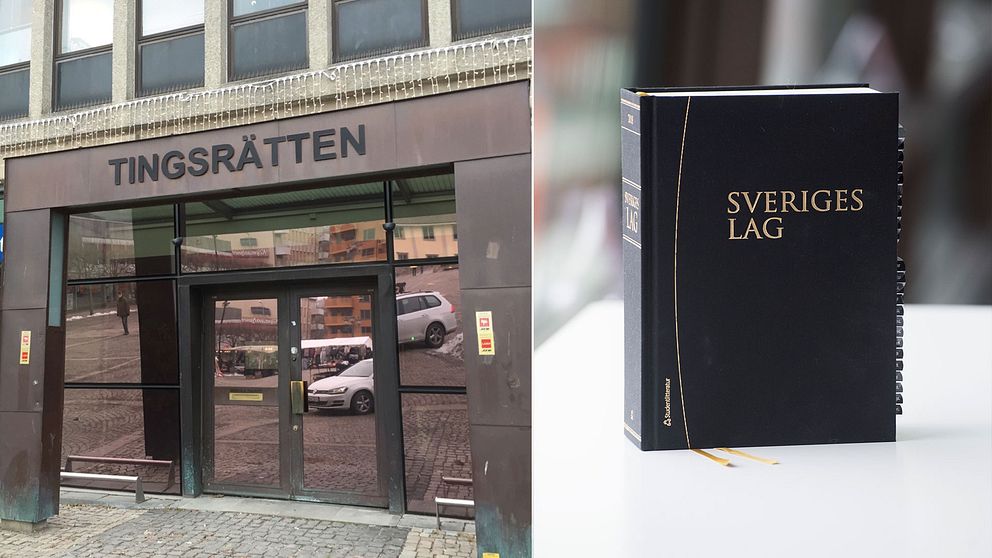 TINGSRÄTTEN
SVERIGES
LAG
SVERIGES
LAG
Studentlitteratur